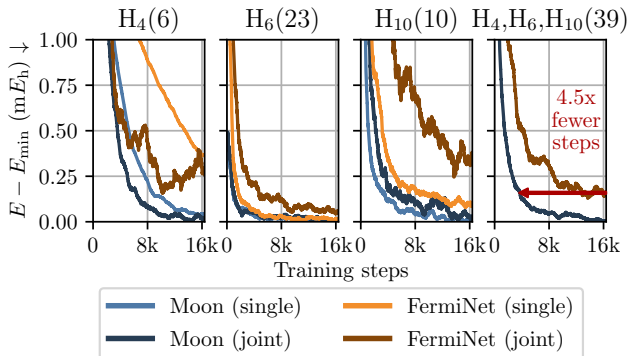 H₄(6) H₆(23) H₁₀(10) H₄,H₆,H₁₀(39)
E − E_min (mE_h) ↓
1.00
0.75
0.50
0.25
0.00
4.5x
fewer
steps
0 8k 16k 0 8k 16k 0 8k 16k 0 8k 16k
Training steps
Moon (single) FermiNet (single)
Moon (joint) FermiNet (joint)